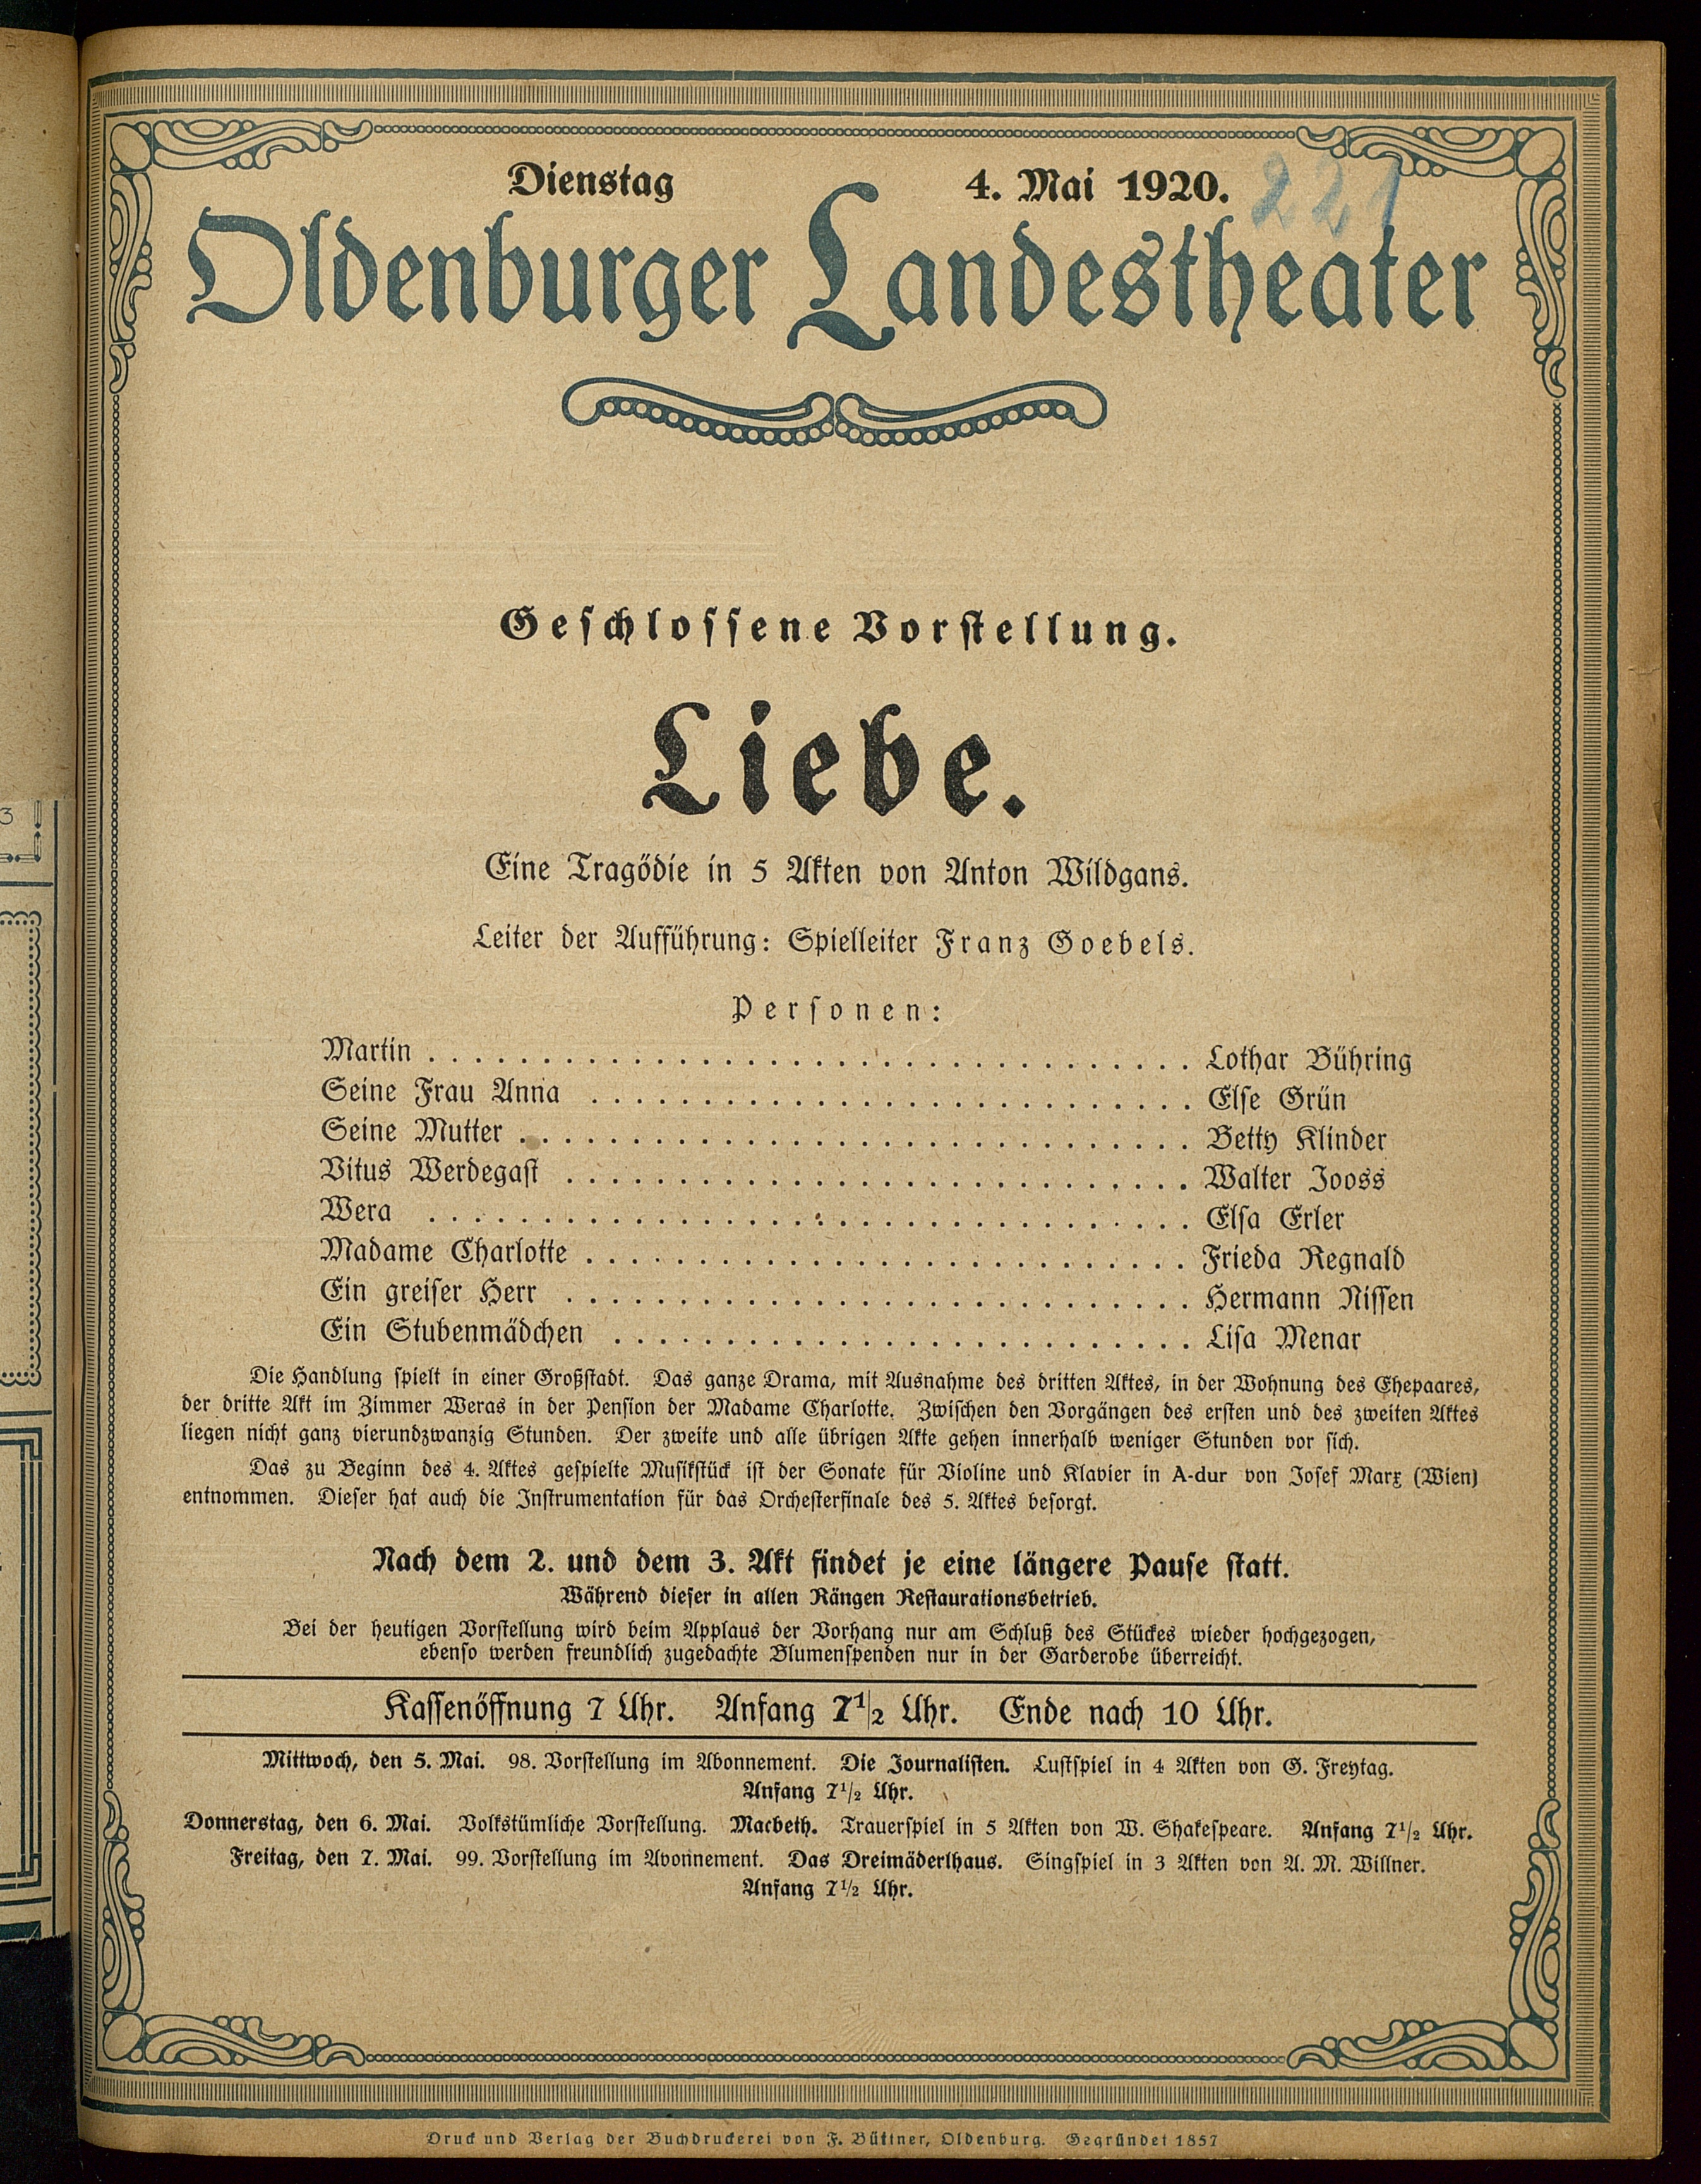 Dienstag 4. Mai 1920.
221
Oldenburger Landestheater
Geschlossene Vorstellung.
Liebe.
Eine Tragödie in 5 Akten von Anton Wildgans.
Leiter der Aufführung: Spielleiter Franz Goebels.
Personen:
Martin . . . . . . . . . . Lothar Bühring
Seine Frau Anna . . . . . . . . . . Else Grün
Seine Mutter . . . . . . . . . . Betty Klinder
Vitus Werdegast . . . . . . . . . . Walter Jooss
Wera . . . . . . . . . . Elsa Erler
Madame Charlotte . . . . . . . . . . Frieda Regnald
Ein greiser Herr . . . . . . . . . . Hermann Nissen
Ein Stubenmädchen . . . . . . . . . . Lisa Menar
Die Handlung spielt in einer Großstadt. Das ganze Drama, mit Ausnahme des dritten Aktes, in der Wohnung des Ehepaares,
der dritte Akt im Zimmer Weras in der Pension der Madame Charlotte. Zwischen den Vorgängen des ersten und des zweiten Aktes
liegen nicht ganz vierundzwanzig Stunden. Der zweite und alle übrigen Akte gehen innerhalb weniger Stunden vor sich.
Das zu Beginn des 4. Aktes gespielte Musikstück ist der Sonate für Violine und Klavier in A-dur von Josef Marx (Wien)
entnommen. Dieser hat auch die Instrumentation für das Orchesterfinale des 5. Aktes besorgt.
Nach dem 2. und dem 3. Akt findet je eine längere Pause statt.
Während dieser in allen Rängen Restaurationsbetrieb.
Bei der heutigen Vorstellung wird beim Applaus der Vorhang nur am Schluß des Stückes wieder hochgezogen,
ebenso werden freundlich zugedachte Blumenspenden nur in der Garderobe überreicht.
Kassenöffnung 7 Uhr. Anfang 7 1/2 Uhr. Ende nach 10 Uhr.
Mittwoch, den 5. Mai. 98. Vorstellung im Abonnement. Die Journalisten. Lustspiel in 4 Akten von G. Freytag.
Anfang 7 1/2 Uhr.
Donnerstag, den 6. Mai. Volkstümliche Vorstellung. Macbeth. Trauerspiel in 5 Akten von W. Shakespeare. Anfang 7 1/2 Uhr.
Freitag, den 7. Mai. 99. Vorstellung im Abonnement. Das Dreimäderlhaus. Singspiel in 3 Akten von A. M. Willner.
Anfang 7 1/2 Uhr.
Druck und Verlag der Buchdruckerei von F. Büttner, Oldenburg. Gegründet 1857